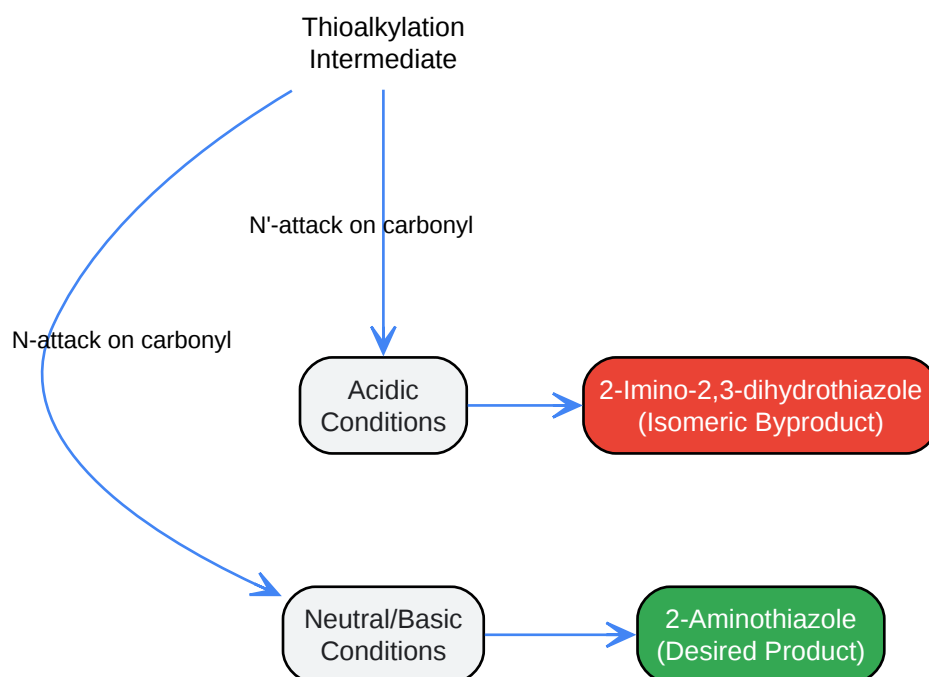 Thioalkylation
Intermediate
N'-attack on carbonyl
N-attack on carbonyl
Acidic
Conditions
2-Imino-2,3-dihydrothiazole
(Isomeric Byproduct)
Neutral/Basic
Conditions
2-Aminothiazole
(Desired Product)